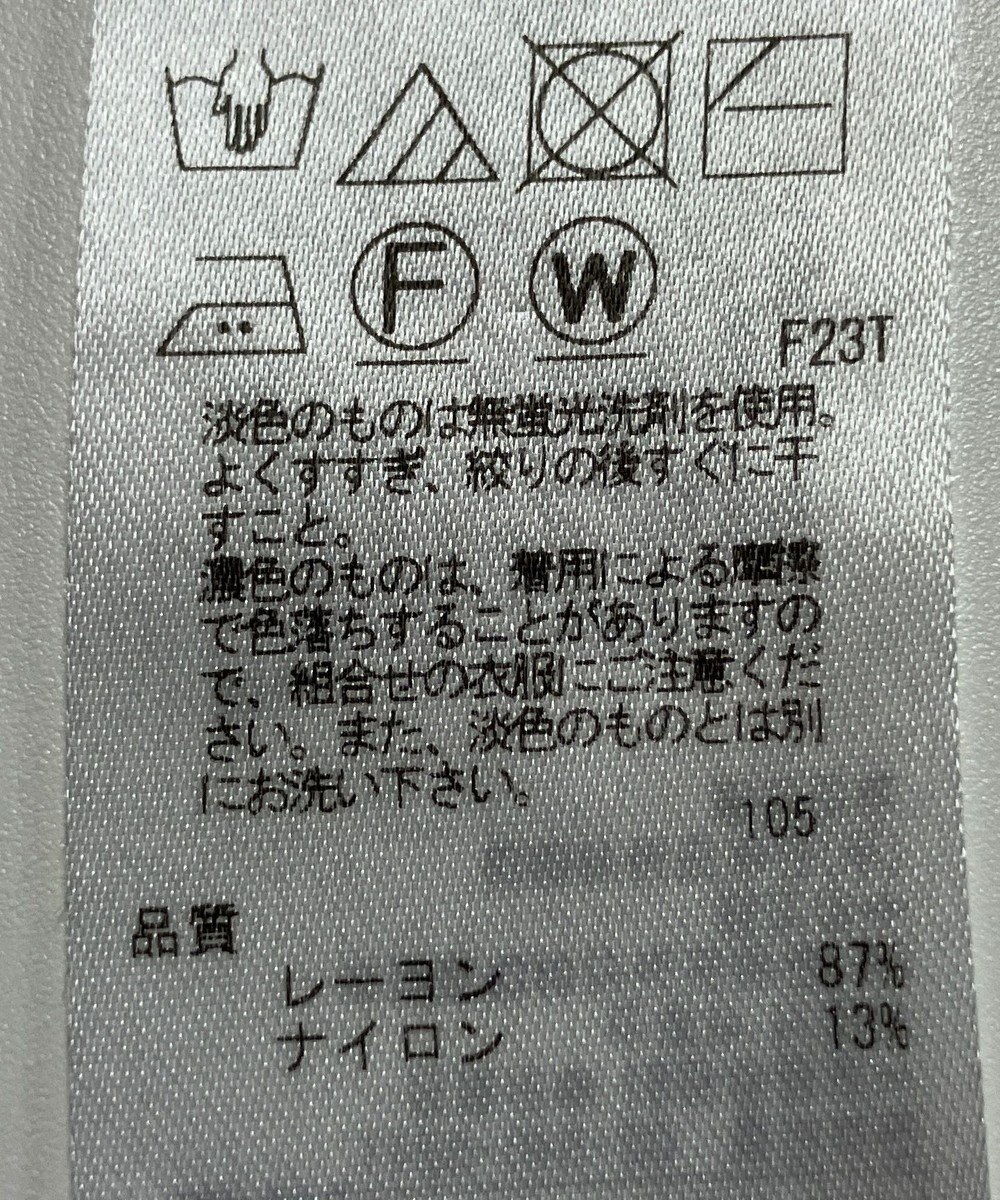 F
W
F23T
淡色のものは無蛍光洗剤を使用。
よくすすぎ、絞りの後すぐに干
すこと。
濃色のものは、着用による摩擦
で色落ちすることがありますの
で、組合せの衣服にご注意くだ
さい。また、淡色のものとは別
にお洗い下さい。
105
品質
レーヨン 87%
ナイロン 13%